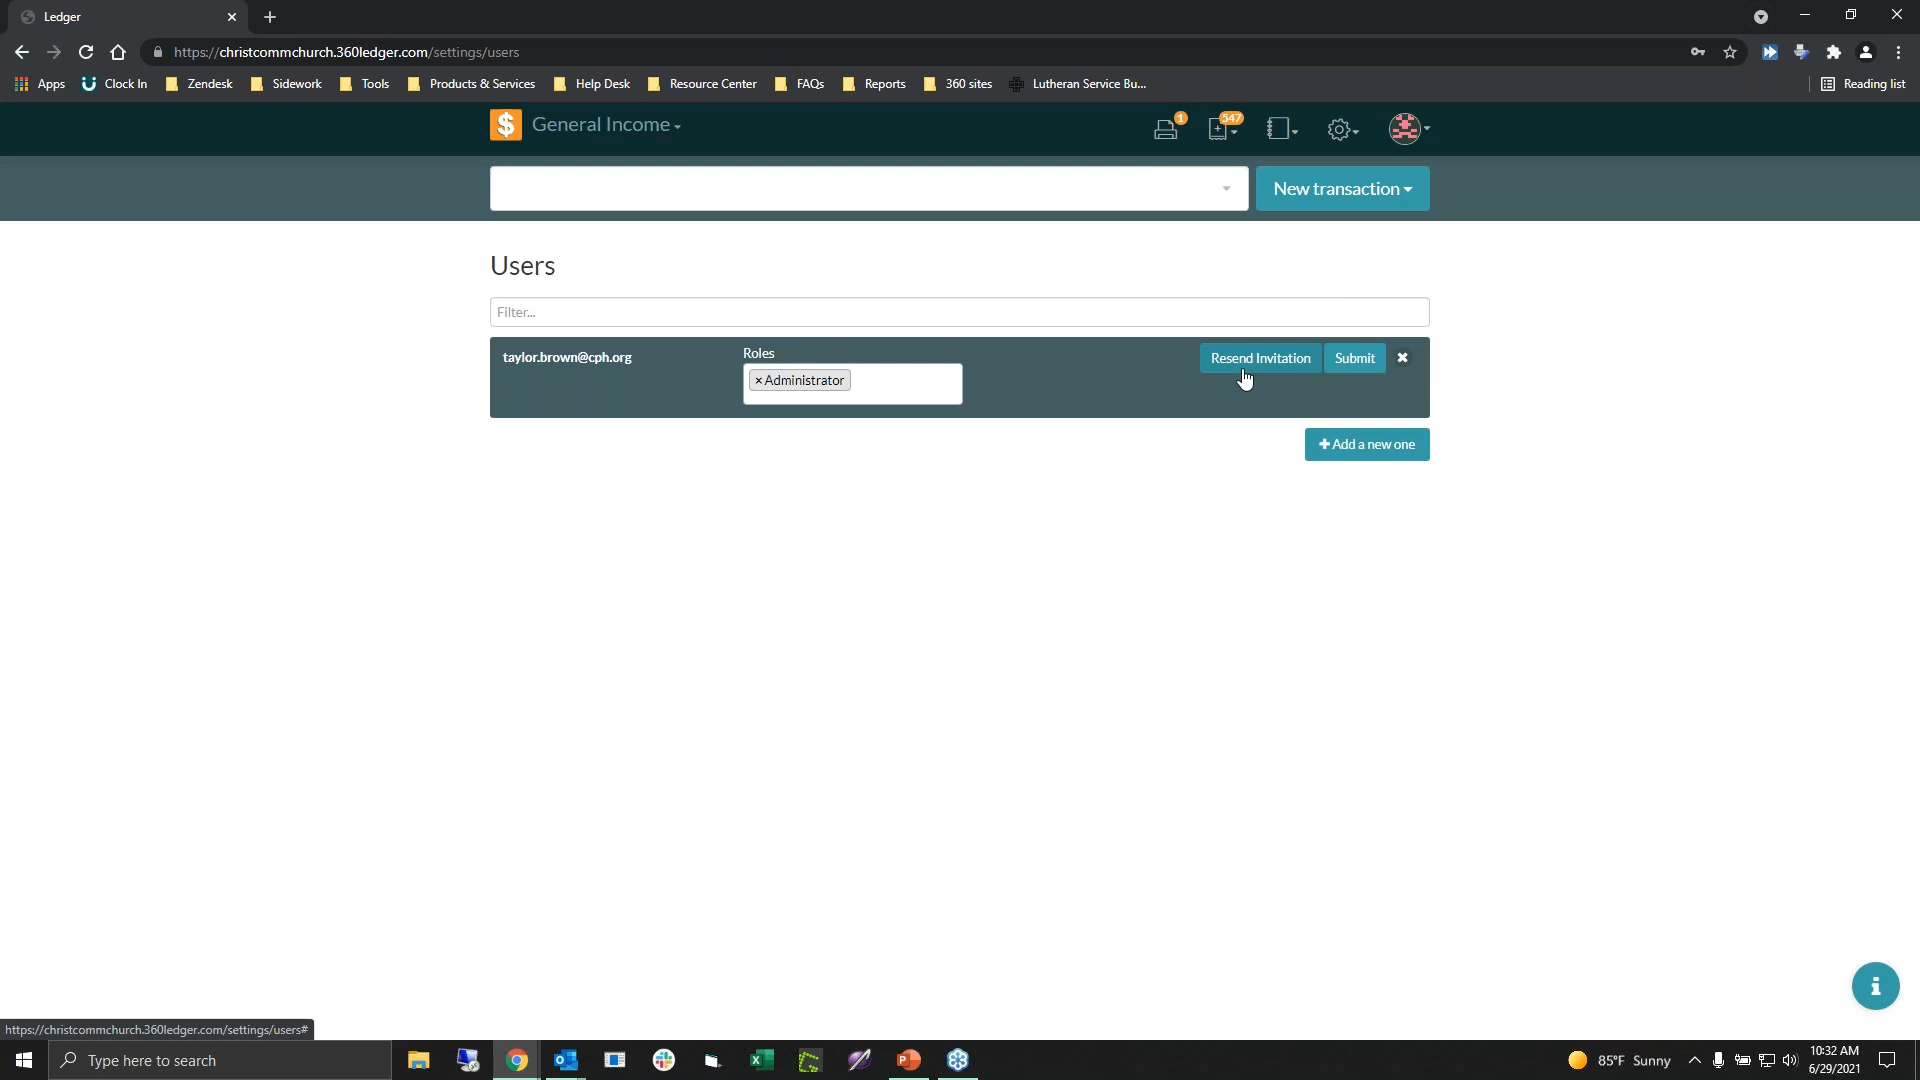 Ledger
https://christcommchurch.360ledger.com/settings/users
Apps Clock In Zendesk Sidework Tools Products & Services Help Desk Resource Center FAQs Reports 360 sites Lutheran Service Bu... Reading list
$ General Income 1 547
New transaction
Users
Filter...
taylor.brown@cph.org Roles Resend Invitation Submit
×Administrator
Add a new one
https://christcommchurch.360ledger.com/settings/users#
Type here to search 85°F Sunny 10:32 AM
6/29/2021